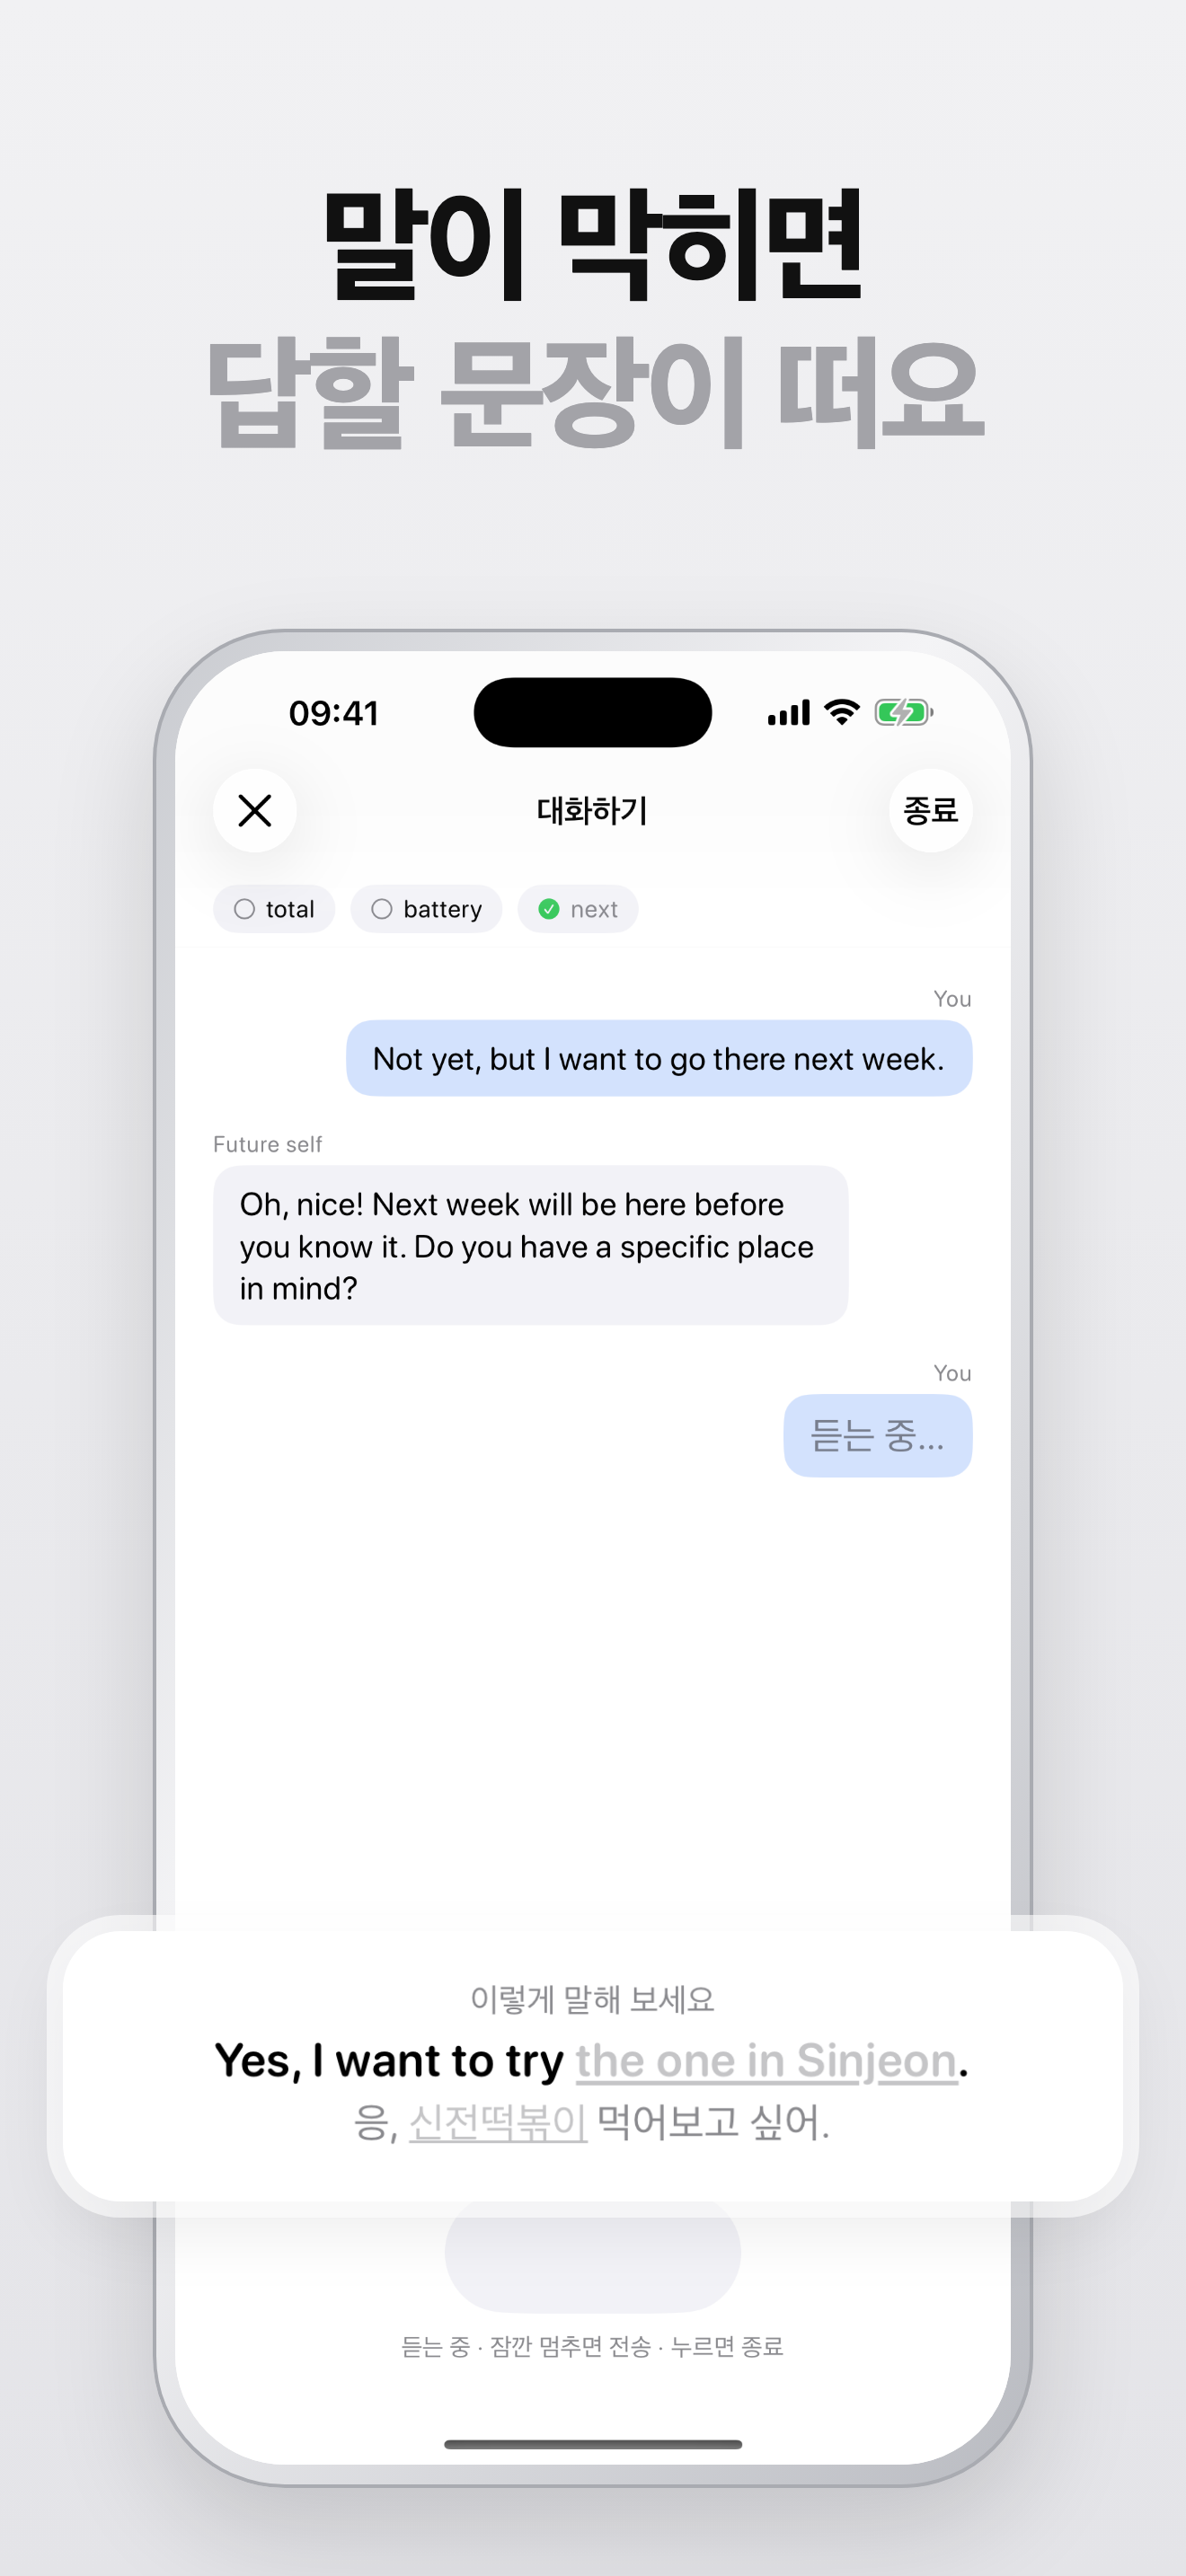 말이 막히면
답할 문장이 떠요
09:41
대화하기
종료
total
battery
next
You
Not yet, but I want to go there next week.
Future self
Oh, nice! Next week will be here before
you know it. Do you have a specific place
in mind?
You
듣는 중...
이렇게 말해 보세요
Yes, I want to try the one in Sinjeon.
응, 신전떡볶이 먹어보고 싶어.
듣는 중 · 잠깐 멈추면 전송 · 누르면 종료